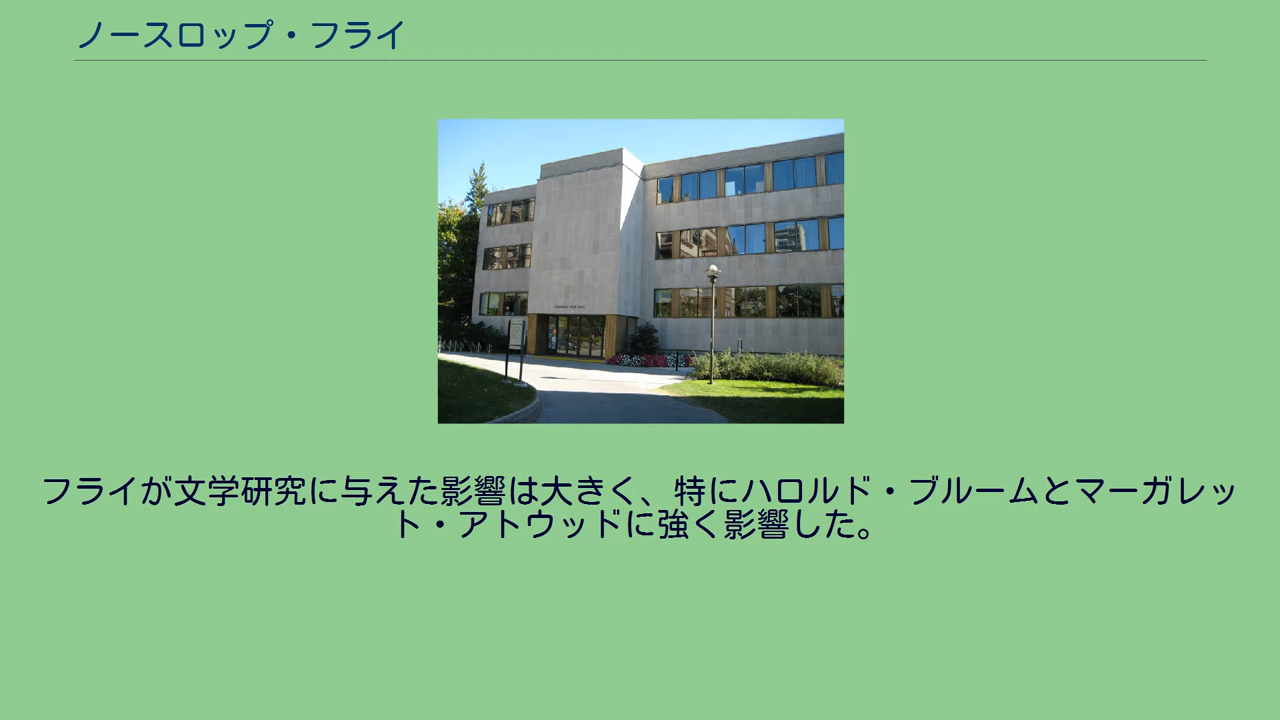 ノースロップ・フライ
フライが文学研究に与えた影響は大きく、特にハロルド・ブルームとマーガレッ
ト・アトウッドに強く影響した。